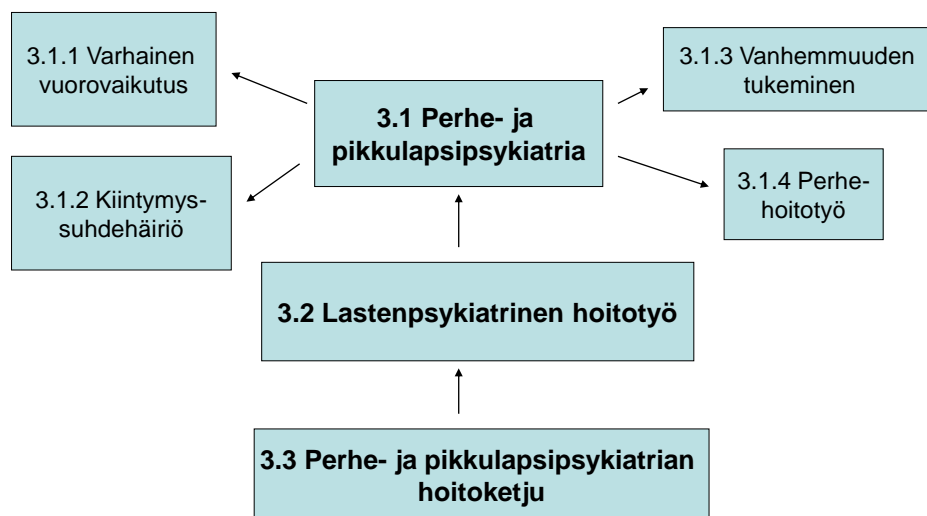 3.1.1 Varhainen
vuorovaikutus
3.1.3 Vanhemmuuden
tukeminen
3.1 Perhe- ja
pikkulapsipsykiatria
3.1.2 Kiintymys-
suhdehäiriö
3.1.4 Perhe-
hoitotyö
3.2 Lastenpsykiatrinen hoitotyö
3.3 Perhe- ja pikkulapsipsykiatrian
hoitoketju